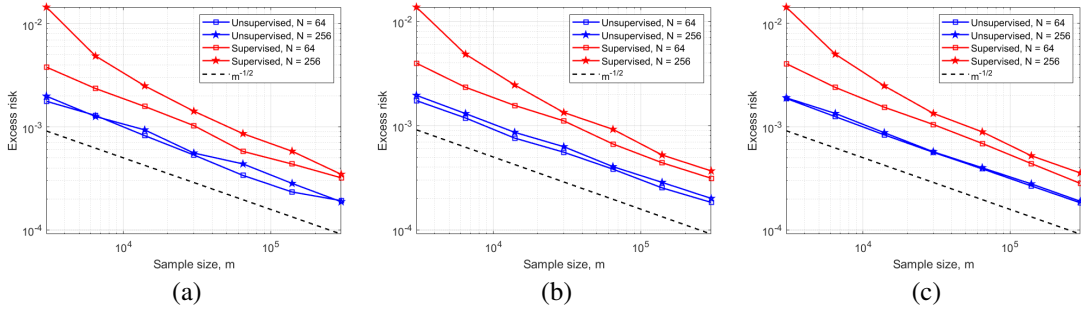 10^-2
10^-3
10^-4
Excess risk
Unsupervised, N = 64
Unsupervised, N = 256
Supervised, N = 64
Supervised, N = 256
m^-1/2
10^4
10^5
Sample size, m
(a)
10^-2
10^-3
10^-4
Excess risk
Unsupervised, N = 64
Unsupervised, N = 256
Supervised, N = 64
Supervised, N = 256
m^-1/2
10^4
10^5
Sample size, m
(b)
10^-2
10^-3
10^-4
Excess risk
Unsupervised, N = 64
Unsupervised, N = 256
Supervised, N = 64
Supervised, N = 256
m^-1/2
10^4
10^5
Sample size, m
(c)